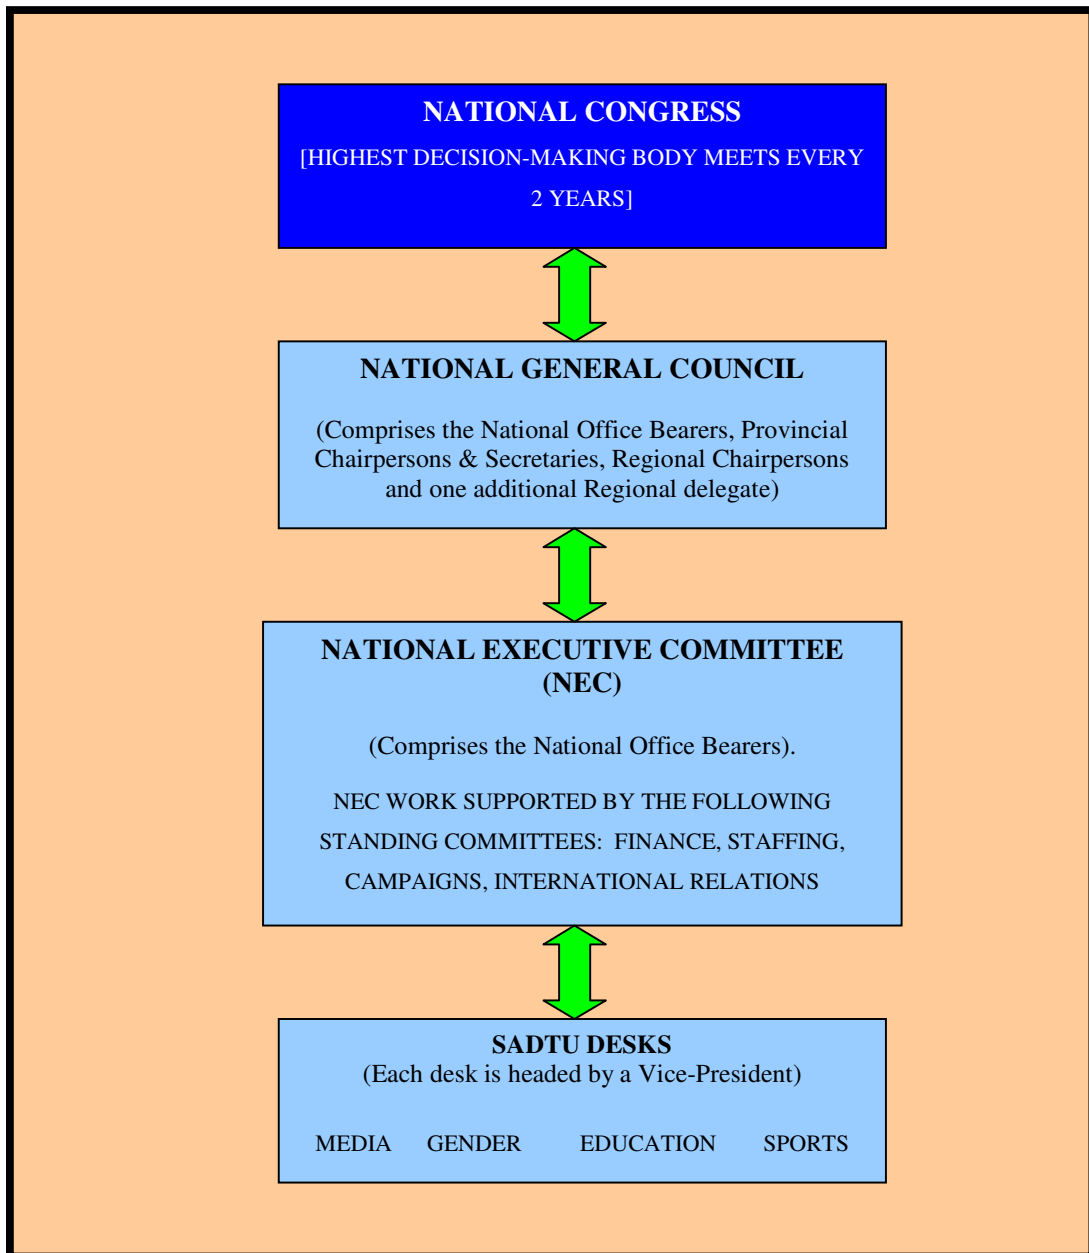 NATIONAL CONGRESS
[HIGHEST DECISION-MAKING BODY MEETS EVERY
2 YEARS]
NATIONAL GENERAL COUNCIL
(Comprises the National Office Bearers, Provincial
Chairpersons & Secretaries, Regional Chairpersons
and one additional Regional delegate)
NATIONAL EXECUTIVE COMMITTEE
(NEC)
(Comprises the National Office Bearers).
NEC WORK SUPPORTED BY THE FOLLOWING
STANDING COMMITTEES: FINANCE, STAFFING,
CAMPAIGNS, INTERNATIONAL RELATIONS
SADTU DESKS
(Each desk is headed by a Vice-President)
MEDIA GENDER EDUCATION SPORTS